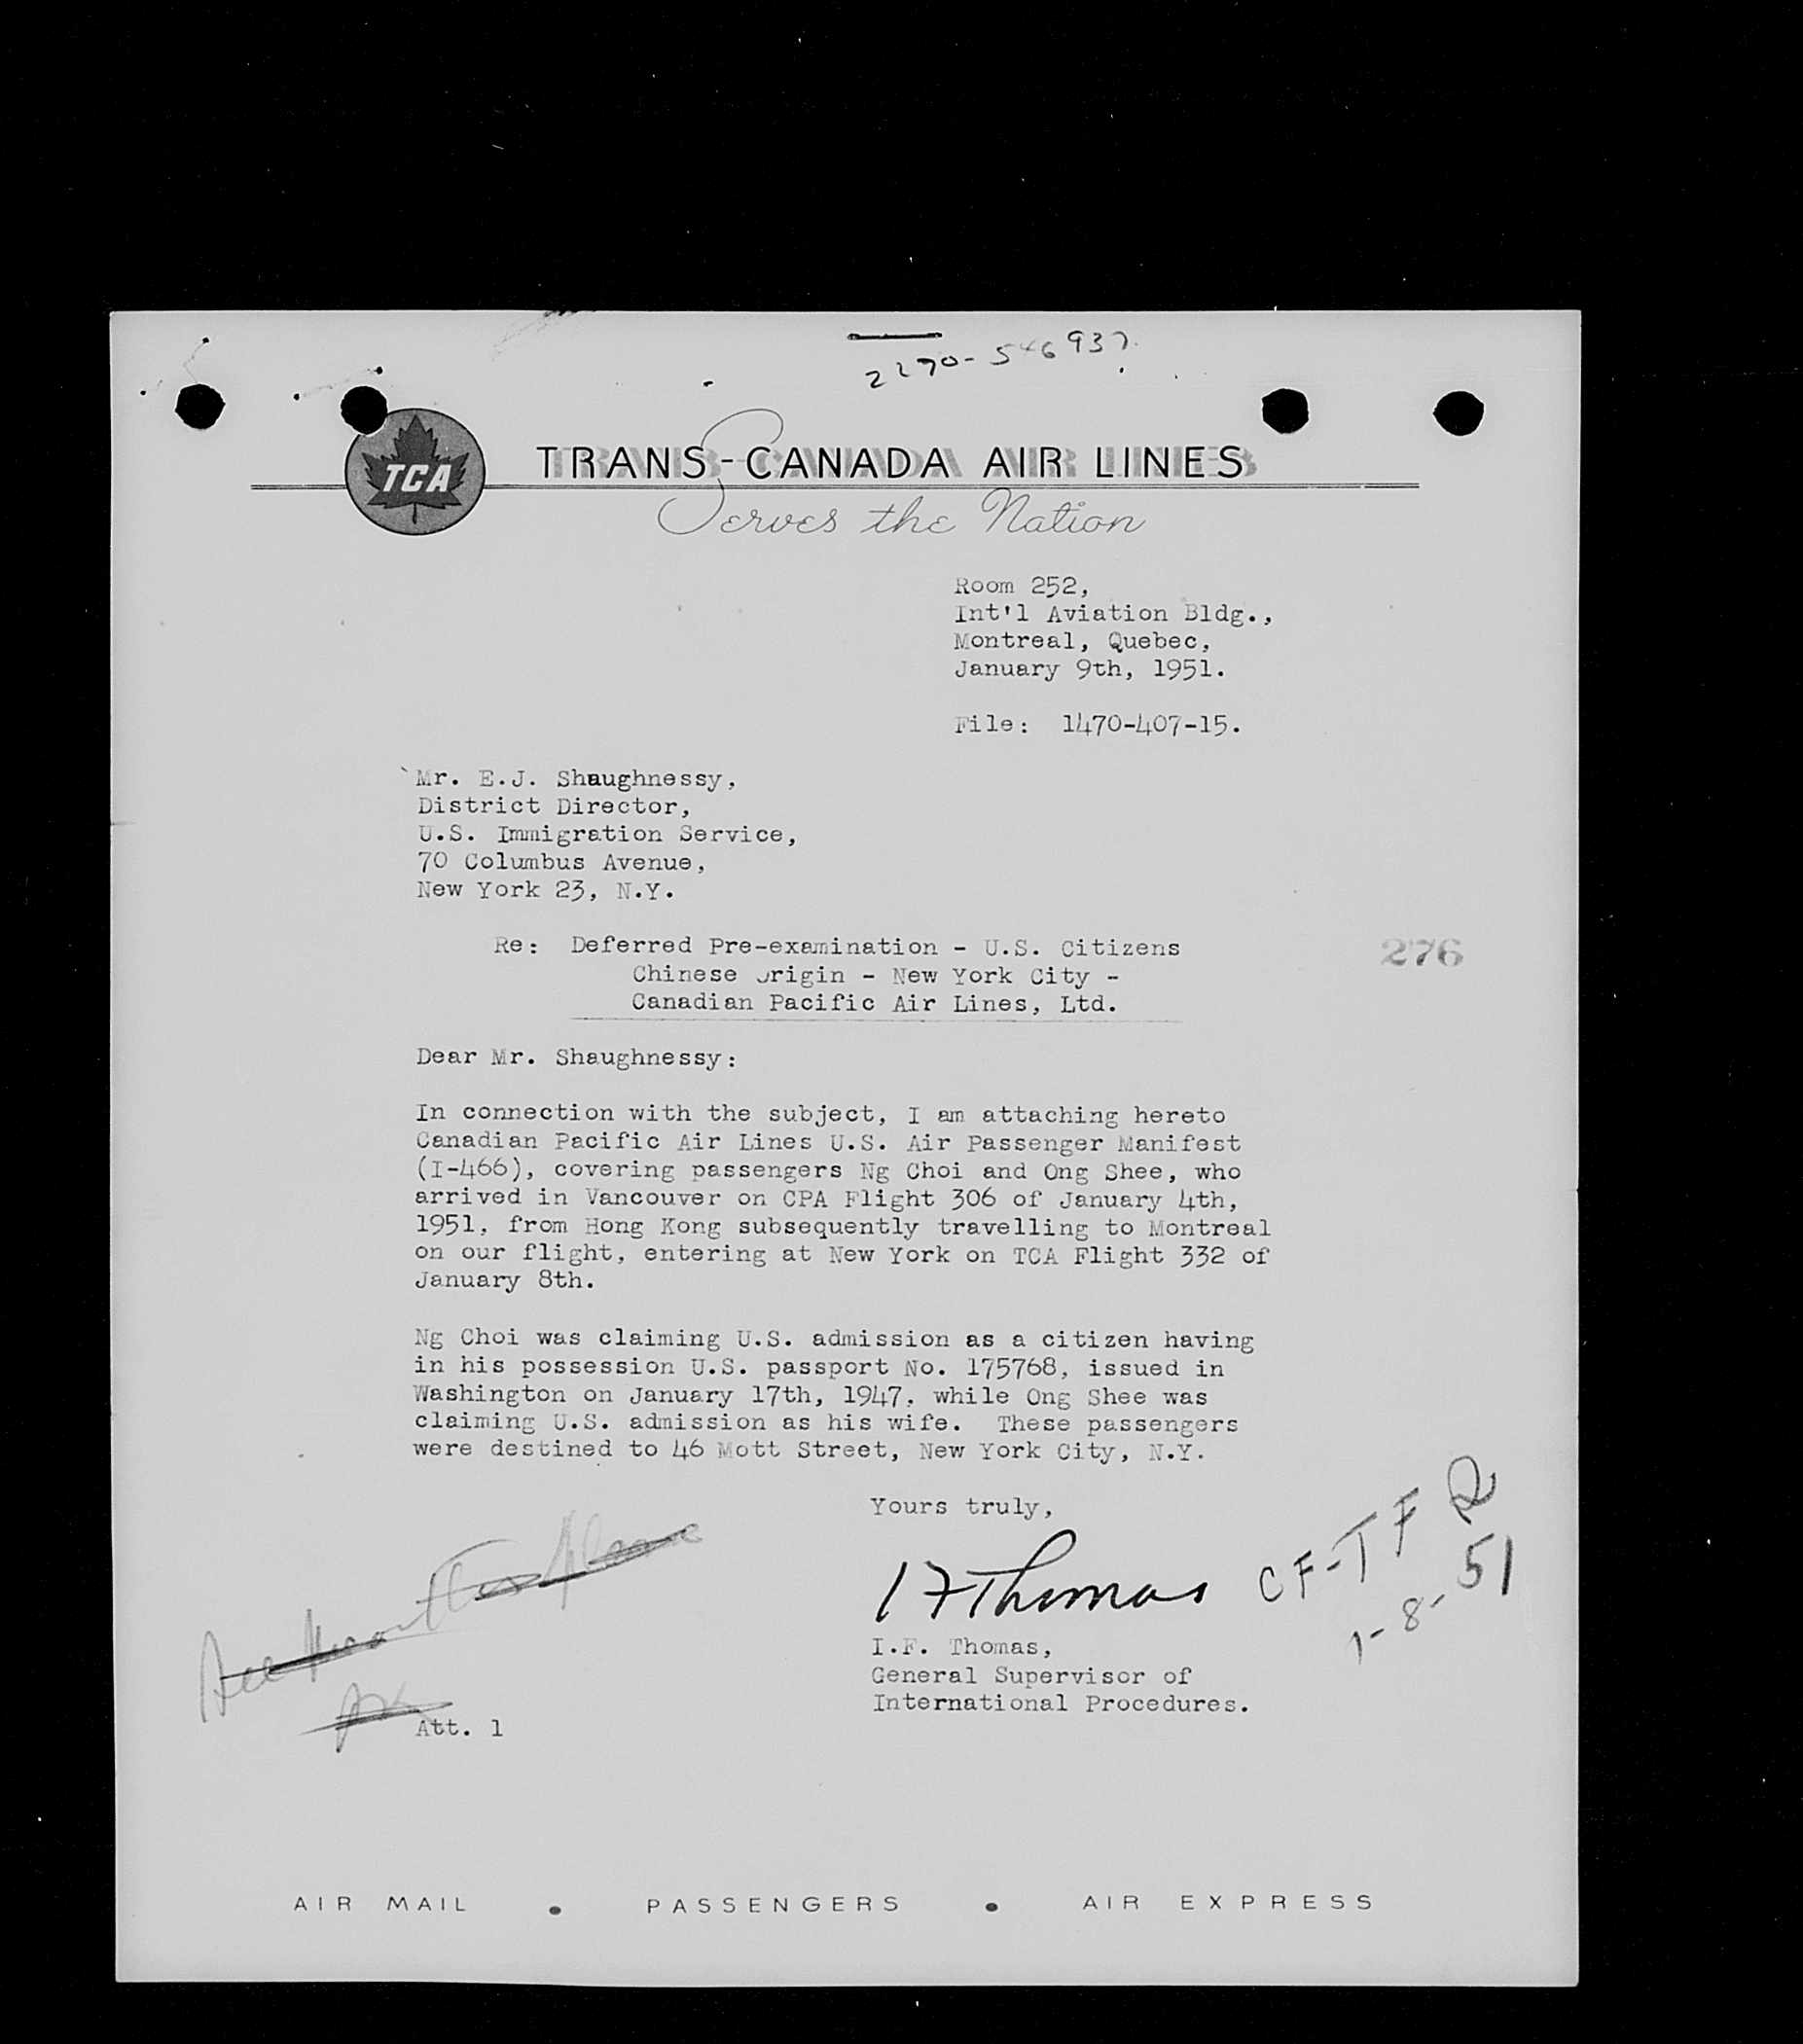 2270-546937.
TCA
TRANS-CANADA AIR LINES
Serves the Nation
Room 252,
Int'l Aviation Bldg.,
Montreal, Quebec,
January 9th, 1951.
File: 1470-407-15.
Mr. E.J. Shaughnessy,
District Director,
U.S. Immigration Service,
70 Columbus Avenue,
New York 23, N.Y.
Re: Deferred Pre-examination - U.S. Citizens
276
Chinese Origin - New York City -
Canadian Pacific Air Lines, Ltd.
Dear Mr. Shaughnessy:
In connection with the subject, I am attaching hereto
Canadian Pacific Air Lines U.S. Air Passenger Manifest
(I-466), covering passengers Ng Choi and Ong Shee, who
arrived in Vancouver on CPA Flight 306 of January 4th,
1951, from Hong Kong subsequently travelling to Montreal
on our flight, entering at New York on TCA Flight 332 of
January 8th.
Ng Choi was claiming U.S. admission as a citizen having
in his possession U.S. passport No. 175768, issued in
Washington on January 17th, 1947, while Ong Shee was
claiming U.S. admission as his wife. These passengers
were destined to 46 Mott Street, New York City, N.Y.
Yours truly,
I F Thomas
CF-TF
1-8-51
I.F. Thomas,
General Supervisor of
International Procedures.
Att. 1
AIR MAIL • PASSENGERS • AIR EXPRESS